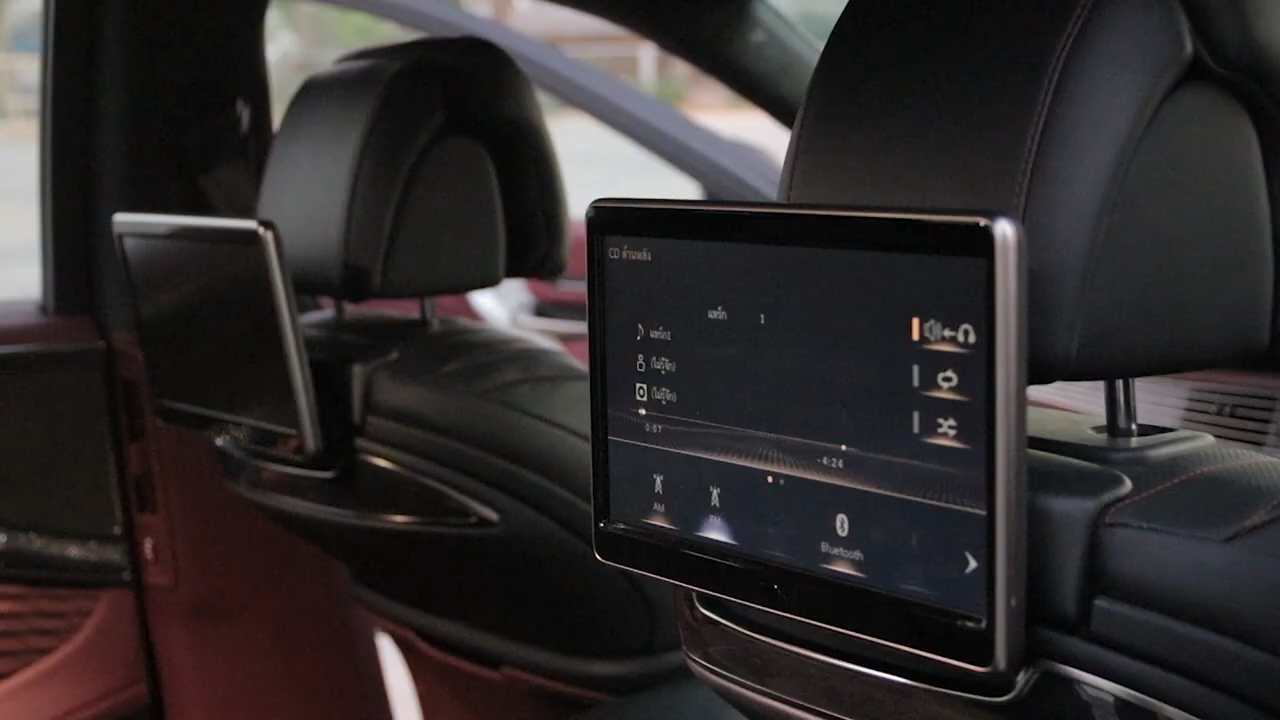 CD ด้านหลัง
แทร็ก 1
แทร็ก1
(ไม่รู้จัก)
(ไม่รู้จัก)
0:07
-4:24
AM
FM
Bluetooth